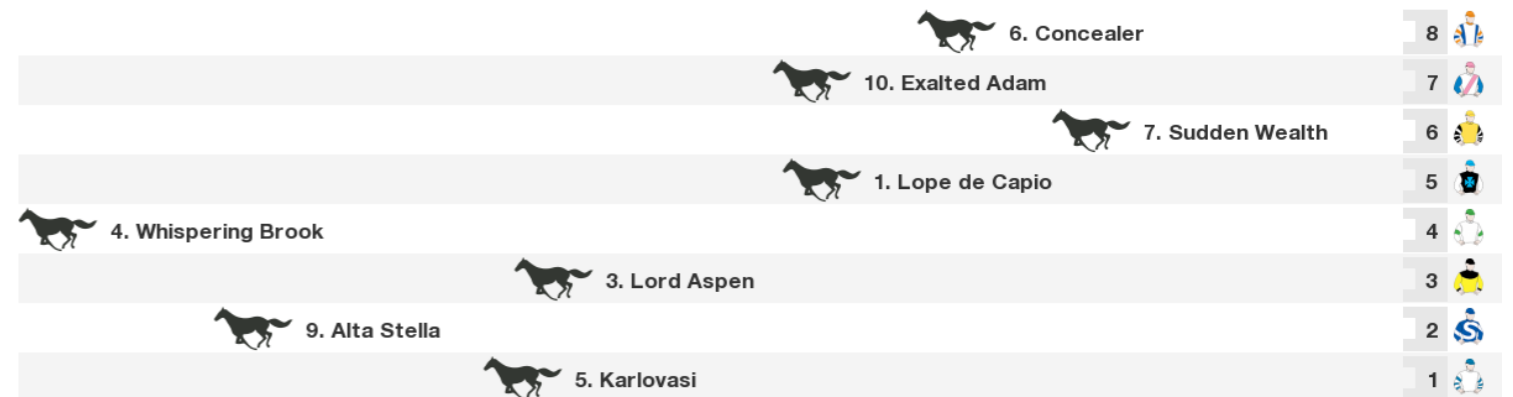 6. Concealer 8
10. Exalted Adam 7
7. Sudden Wealth 6
1. Lope de Capio 5
4. Whispering Brook 4
3. Lord Aspen 3
9. Alta Stella 2
5. Karlovasi 1